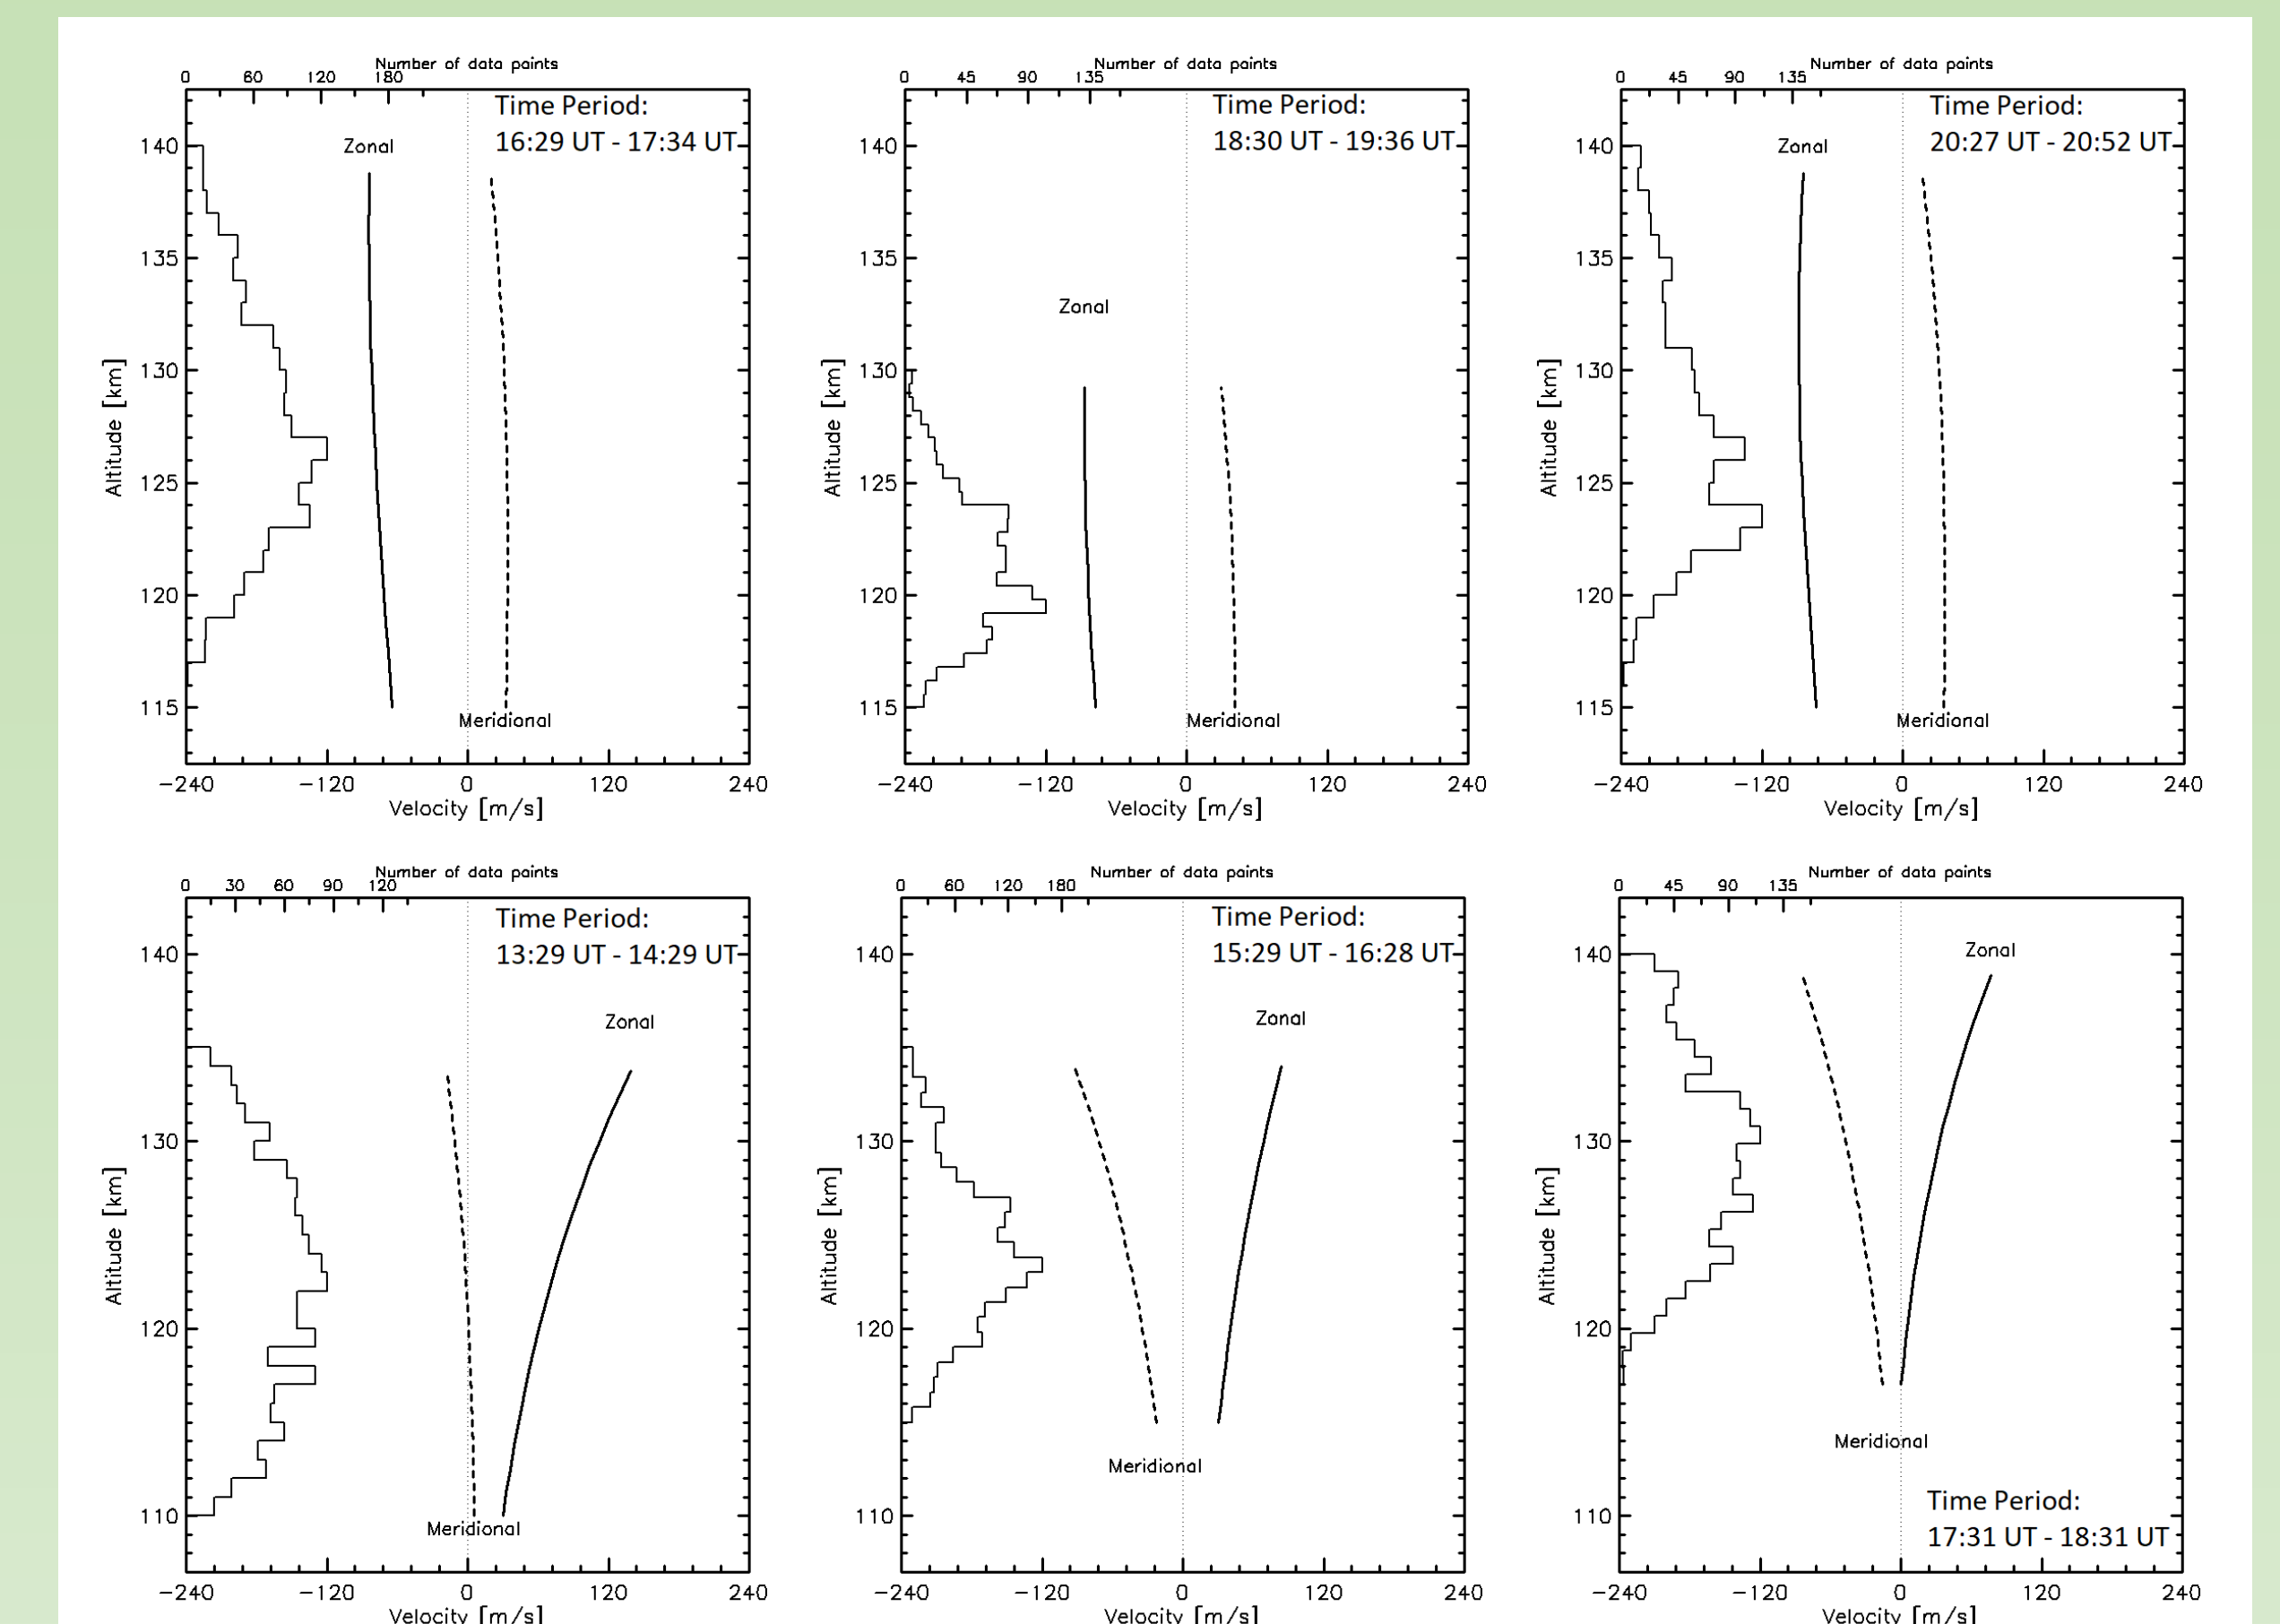 Number of data points
0 60 120 180
Time Period:
16:29 UT - 17:34 UT
Zonal
140
135
130
125
120
115
Altitude [km]
Meridional
-240 -120 0 120 240
Velocity [m/s]
Number of data points
0 45 90 135
Time Period:
18:30 UT - 19:36 UT
Zonal
140
135
130
125
120
115
Altitude [km]
Meridional
-240 -120 0 120 240
Velocity [m/s]
Number of data points
0 45 90 135
Time Period:
20:27 UT - 20:52 UT
Zonal
140
135
130
125
120
115
Altitude [km]
Meridional
-240 -120 0 120 240
Velocity [m/s]
Number of data points
0 30 60 90 120
Time Period:
13:29 UT - 14:29 UT
Zonal
140
130
120
110
Altitude [km]
Meridional
-240 -120 0 120 240
Velocity [m/s]
Number of data points
0 60 120 180
Time Period:
15:29 UT - 16:28 UT
Zonal
140
130
120
110
Altitude [km]
Meridional
-240 -120 0 120 240
Velocity [m/s]
Number of data points
0 45 90 135
Zonal
140
130
120
110
Altitude [km]
Meridional
Time Period:
17:31 UT - 18:31 UT
-240 -120 0 120 240
Velocity [m/s]